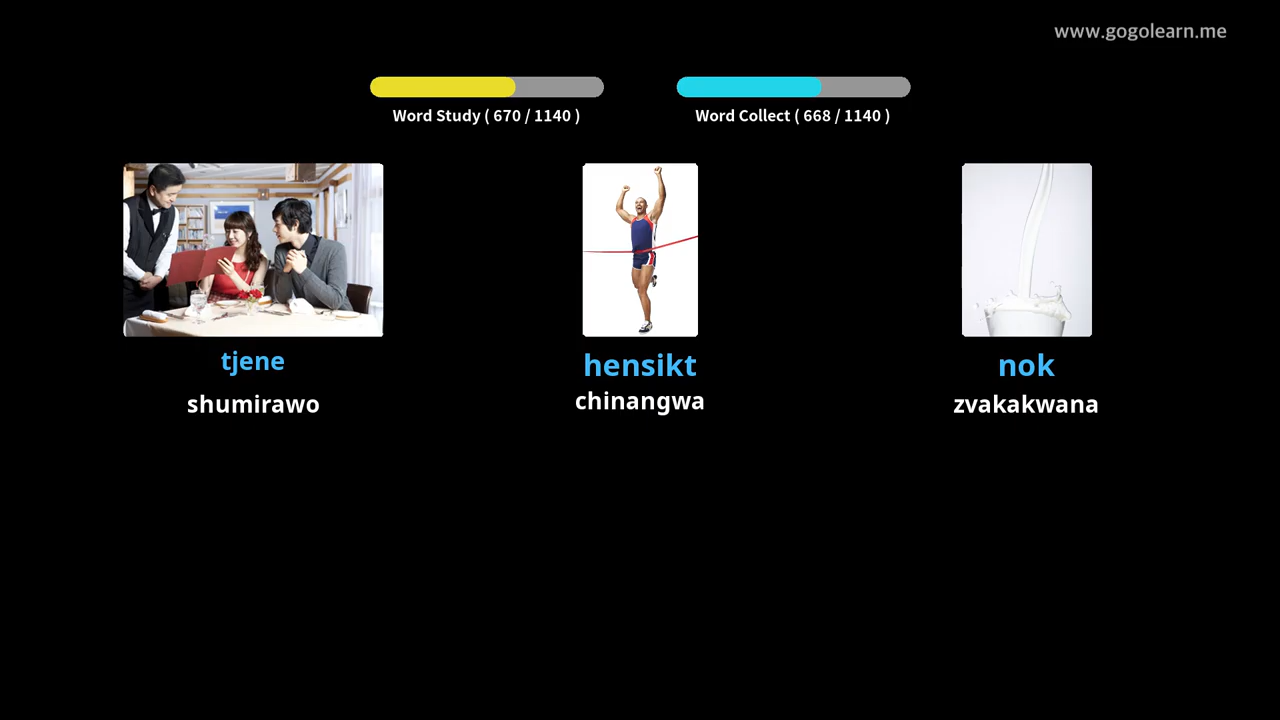 www.gogolearn.me
Word Study ( 670 / 1140 )
Word Collect ( 668 / 1140 )
tjene
shumirawo
hensikt
chinangwa
nok
zvakakwana